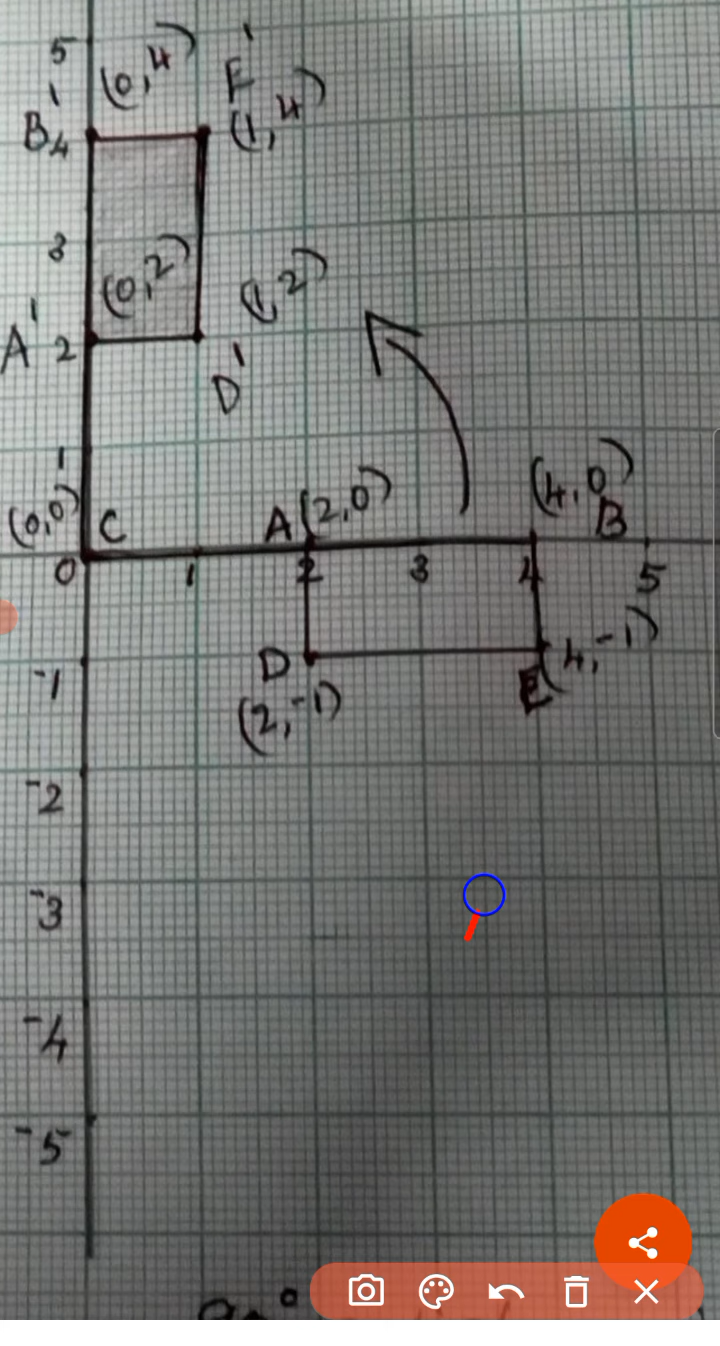 5
(0,4) E'
B' 4 (1,4)
3
(0,2) (1,2)
A' 2
D'
1
(0,0) C A (2,0) (4,0) B
0 1 2 3 4 5
-1 D E (4,-1)
(2,-1)
-2
-3
-4
-5